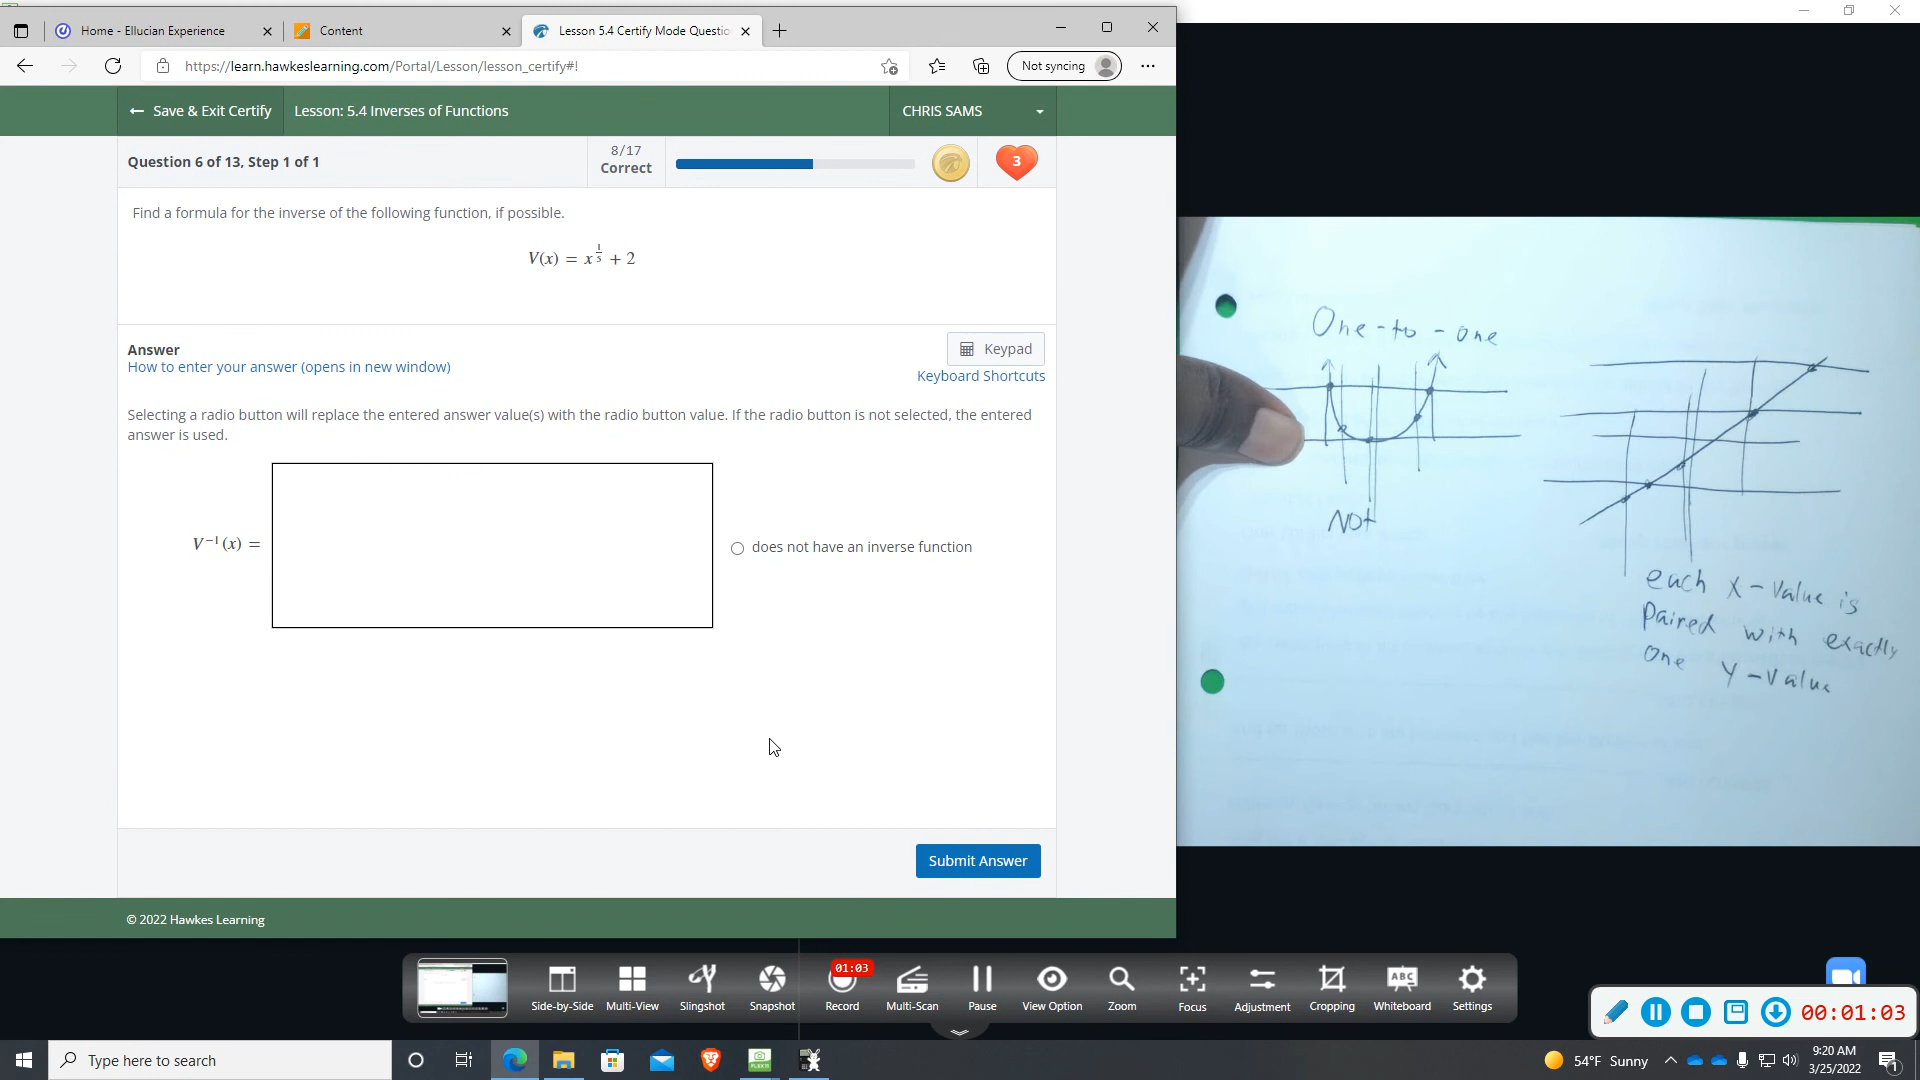 Home - Ellucian Experience
Content
Lesson 5.4 Certify Mode Questio
https://learn.hawkeslearning.com/Portal/Lesson/lesson_certify#!
Not syncing
Save & Exit Certify
Lesson: 5.4 Inverses of Functions
CHRIS SAMS
Question 6 of 13, Step 1 of 1
8/17
Correct
3
Find a formula for the inverse of the following function, if possible.
V(x) = x^{1/5} + 2
Answer
How to enter your answer (opens in new window)
Keypad
Keyboard Shortcuts
Selecting a radio button will replace the entered answer value(s) with the radio button value. If the radio button is not selected, the entered
answer is used.
V⁻¹(x) =
does not have an inverse function
Submit Answer
© 2022 Hawkes Learning
One-to-one
Not
each x-value is
Paired with exactly
one Y-value
01:03
Side-by-Side
Multi-View
Slingshot
Snapshot
Record
Multi-Scan
Pause
View Option
Zoom
Focus
Adjustment
Cropping
ABC
Whiteboard
Settings
00:01:03
Type here to search
54°F Sunny
9:20 AM
3/25/2022
1